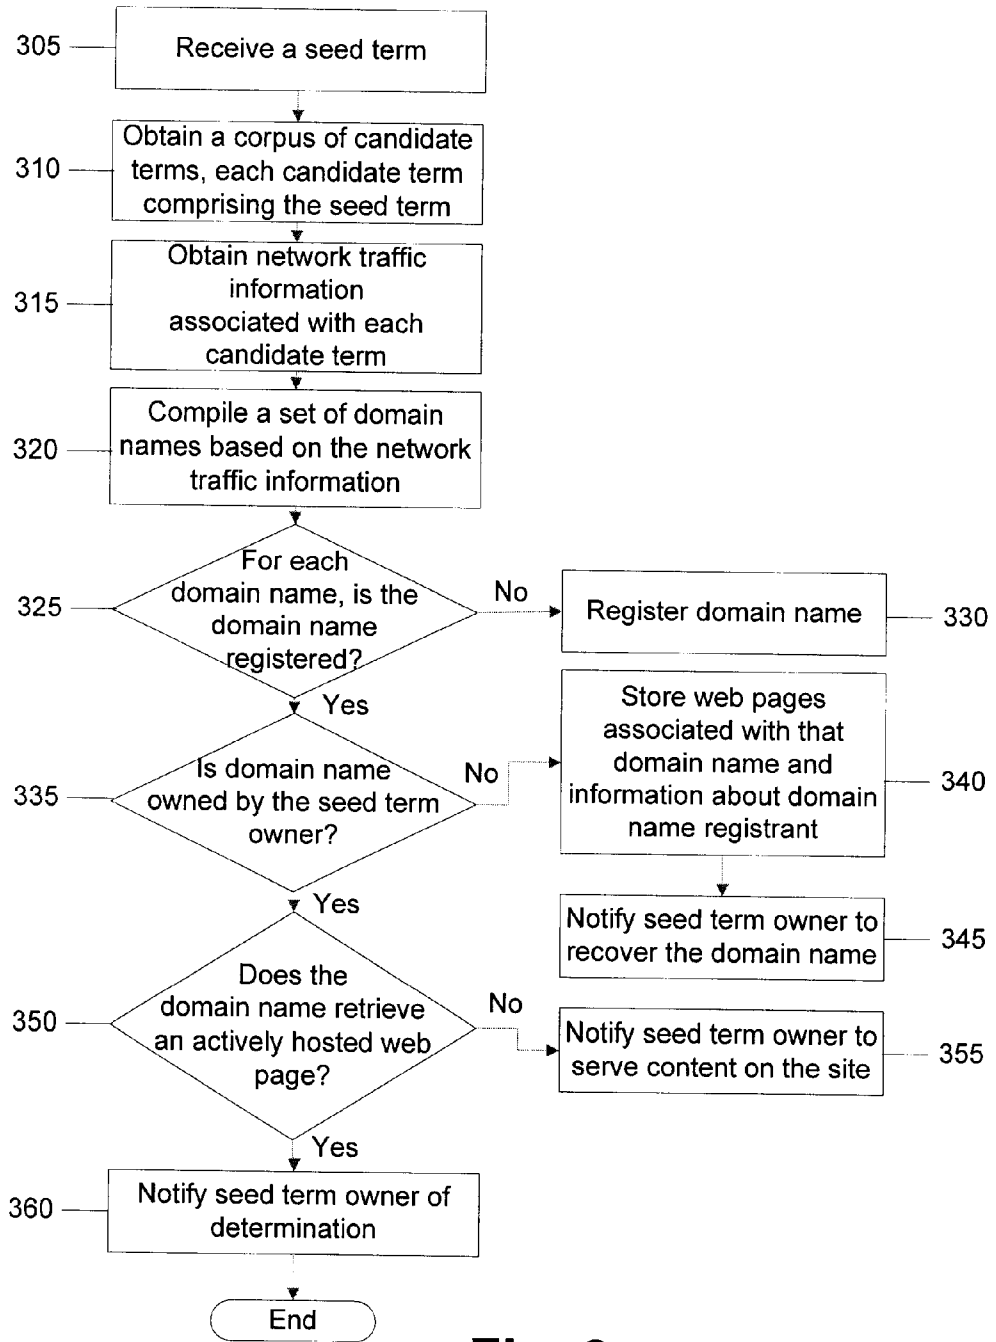 305
Receive a seed term
310
Obtain a corpus of candidate
terms, each candidate term
comprising the seed term
315
Obtain network traffic
information
associated with each
candidate term
320
Compile a set of domain
names based on the network
traffic information
325
For each
domain name, is the
domain name
registered?
No
Register domain name
330
Yes
335
Is domain name
owned by the seed term
owner?
No
Store web pages
associated with that
domain name and
information about domain
name registrant
340
Notify seed term owner to
recover the domain name
345
Yes
350
Does the
domain name retrieve
an actively hosted web
page?
No
Notify seed term owner to
serve content on the site
355
Yes
360
Notify seed term owner of
determination
End